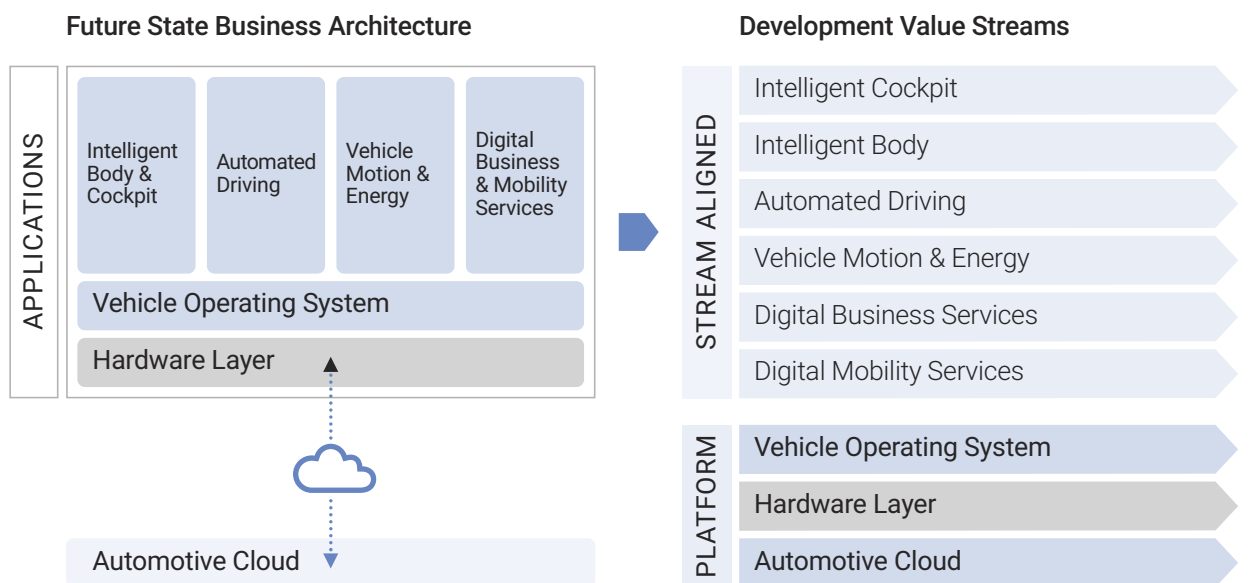 Future State Business Architecture
APPLICATIONS
Intelligent
Body &
Cockpit
Automated
Driving
Vehicle
Motion &
Energy
Digital
Business
& Mobility
Services
Vehicle Operating System
Hardware Layer
Automotive Cloud
Development Value Streams
STREAM ALIGNED
Intelligent Cockpit
Intelligent Body
Automated Driving
Vehicle Motion & Energy
Digital Business Services
Digital Mobility Services
PLATFORM
Vehicle Operating System
Hardware Layer
Automotive Cloud